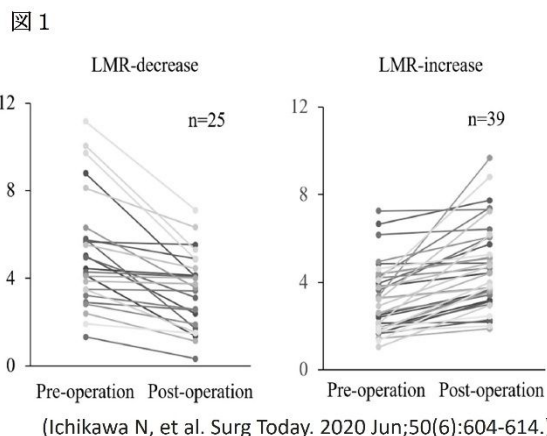 図1
LMR-decrease
12
n=25
8
4
0
Pre-operation Post-operation
LMR-increase
12
n=39
8
4
0
Pre-operation Post-operation
(Ichikawa N, et al. Surg Today. 2020 Jun;50(6):604-614.)